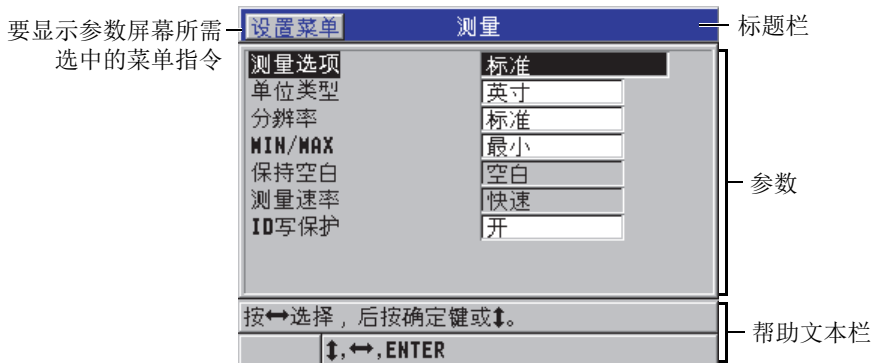 要显示参数屏幕所需
选中的菜单指令
设置菜单 测量
标题栏
测量选项 标准
单位类型 英寸
分辨率 标准
MIN/MAX 最小
保持空白 空白
测量速率 快速
ID写保护 开
参数
按↔选择，后按确定键或↕。
↕,↔,ENTER
帮助文本栏